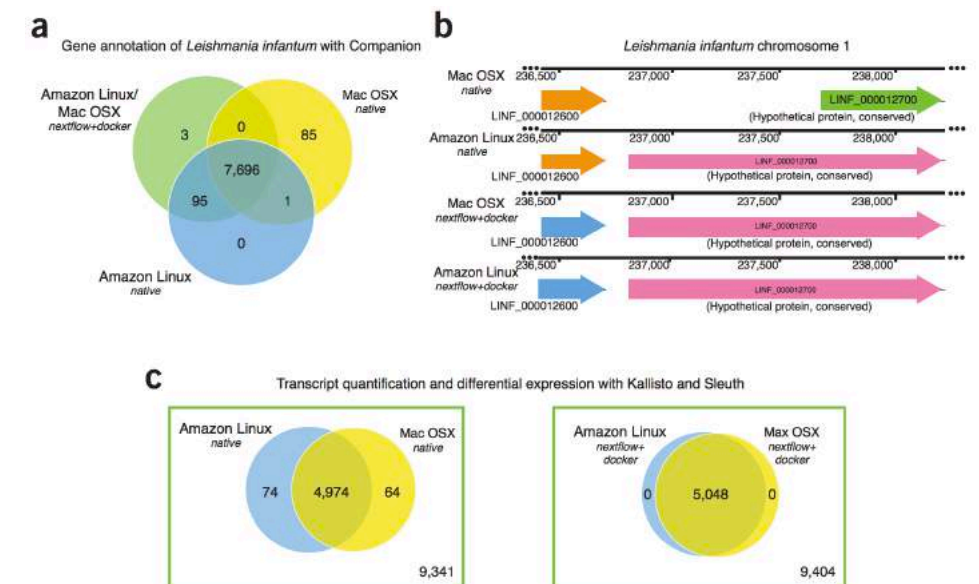 a
Gene annotation of Leishmania infantum with Companion
Amazon Linux/
Mac OSX
nextflow+docker
Mac OSX
native
3
0
85
7,696
95
1
0
Amazon Linux
native
b
Leishmania infantum chromosome 1
Mac OSX
native
236,500
237,000
237,500
238,000
LINF_000012600
LINF_000012700
(Hypothetical protein, conserved)
Amazon Linux
native
236,500
237,000
237,500
238,000
LINF_000012600
LINF_000012700
(Hypothetical protein, conserved)
Mac OSX
nextflow+docker
236,500
237,000
237,500
238,000
LINF_000012600
LINF_000012700
(Hypothetical protein, conserved)
Amazon Linux
nextflow+docker
236,500
237,000
237,500
238,000
LINF_000012600
LINF_000012700
(Hypothetical protein, conserved)
c
Transcript quantification and differential expression with Kallisto and Sleuth
Amazon Linux
native
Mac OSX
native
74
4,974
64
9,341
Amazon Linux
nextflow+
docker
Max OSX
nextflow+
docker
0
5,048
0
9,404